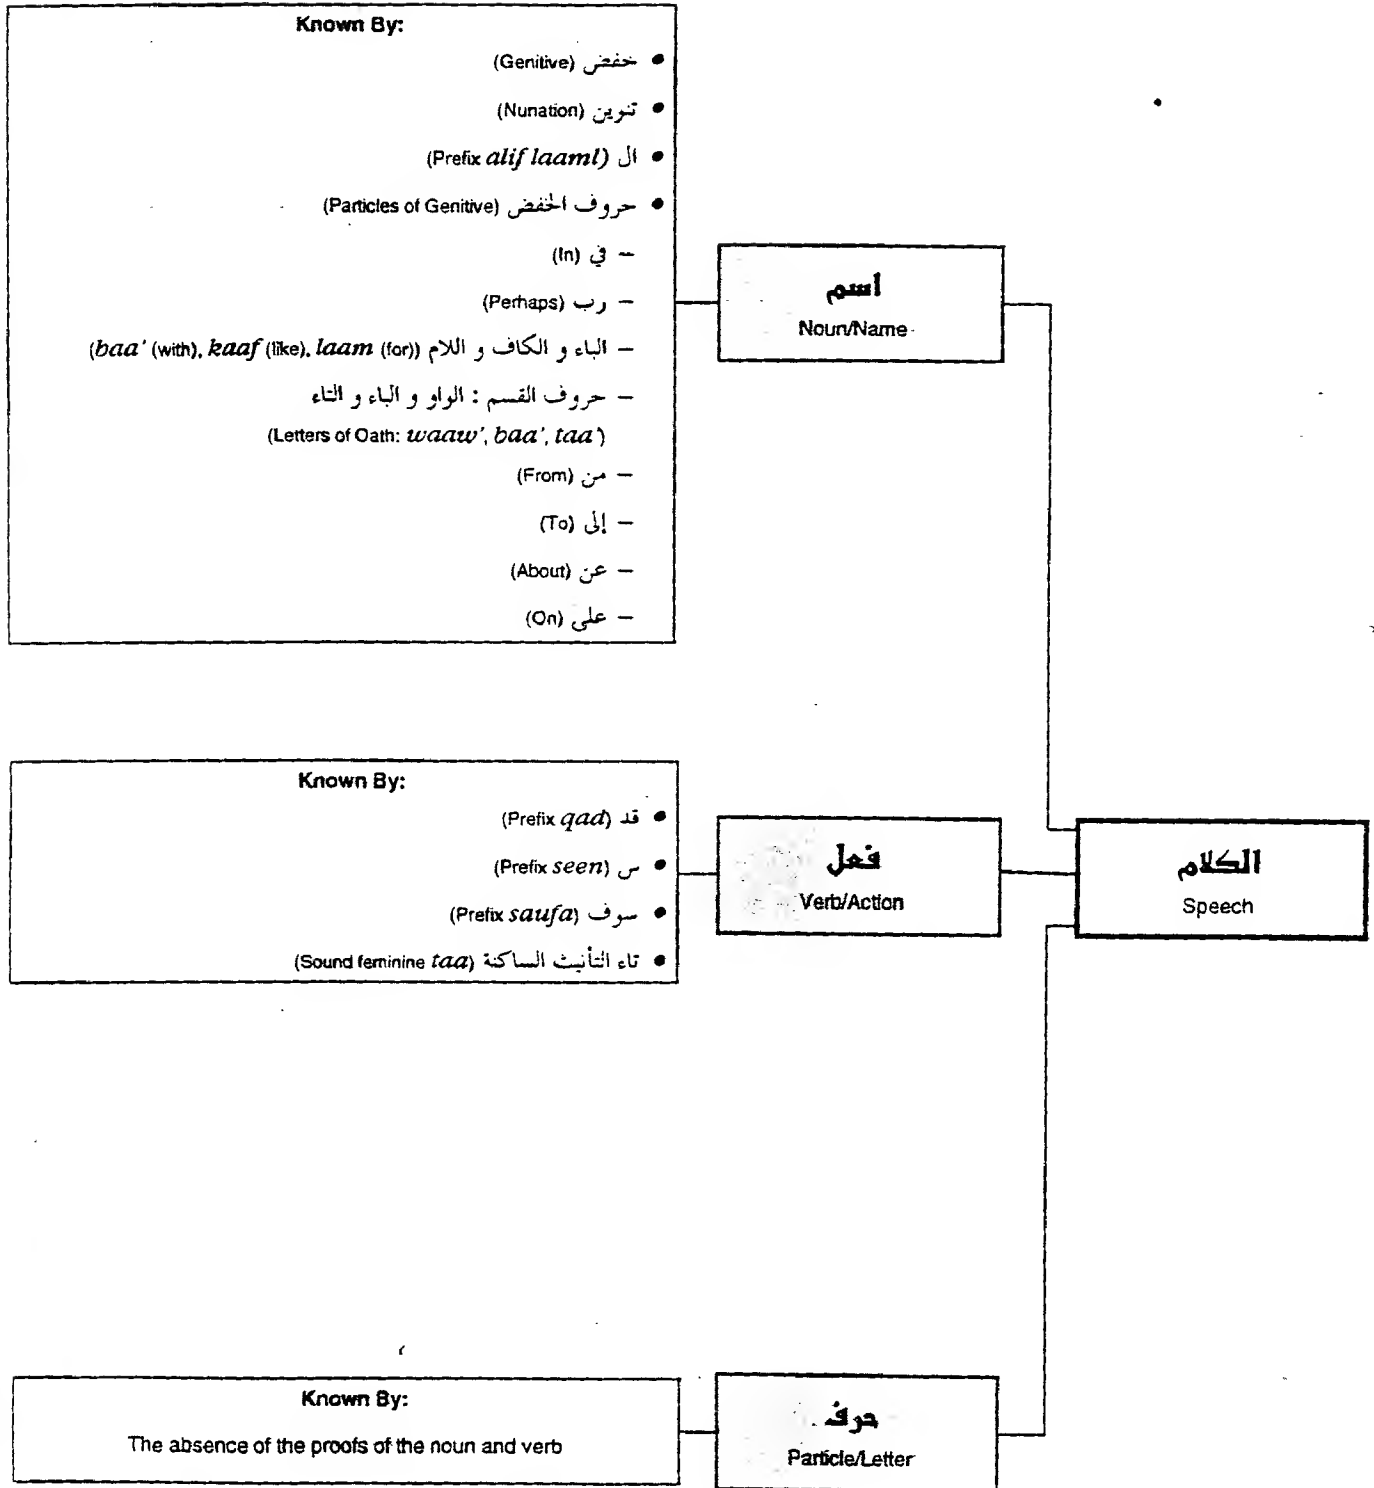 Known By:
• خفض (Genitive)
• تنوين (Nunation)
• ال (Prefix alif laaml)
• حروف الخفض (Particles of Genitive)
– في (In)
– رب (Perhaps)
– الباء و الكاف و اللام (baa' (with), kaaf (like), laam (for))
– حروف القسم : الواو و الباء و التاء
(Letters of Oath: waaw', baa', taa')
– من (From)
– إلى (To)
– عن (About)
– على (On)
اسم
Noun/Name
Known By:
• قد (Prefix qad)
• س (Prefix seen)
• سوف (Prefix saufa)
• تاء التأنيث الساكنة (Sound feminine taa)
فعل
Verb/Action
الكلام
Speech
Known By:
The absence of the proofs of the noun and verb
حرف
Particle/Letter